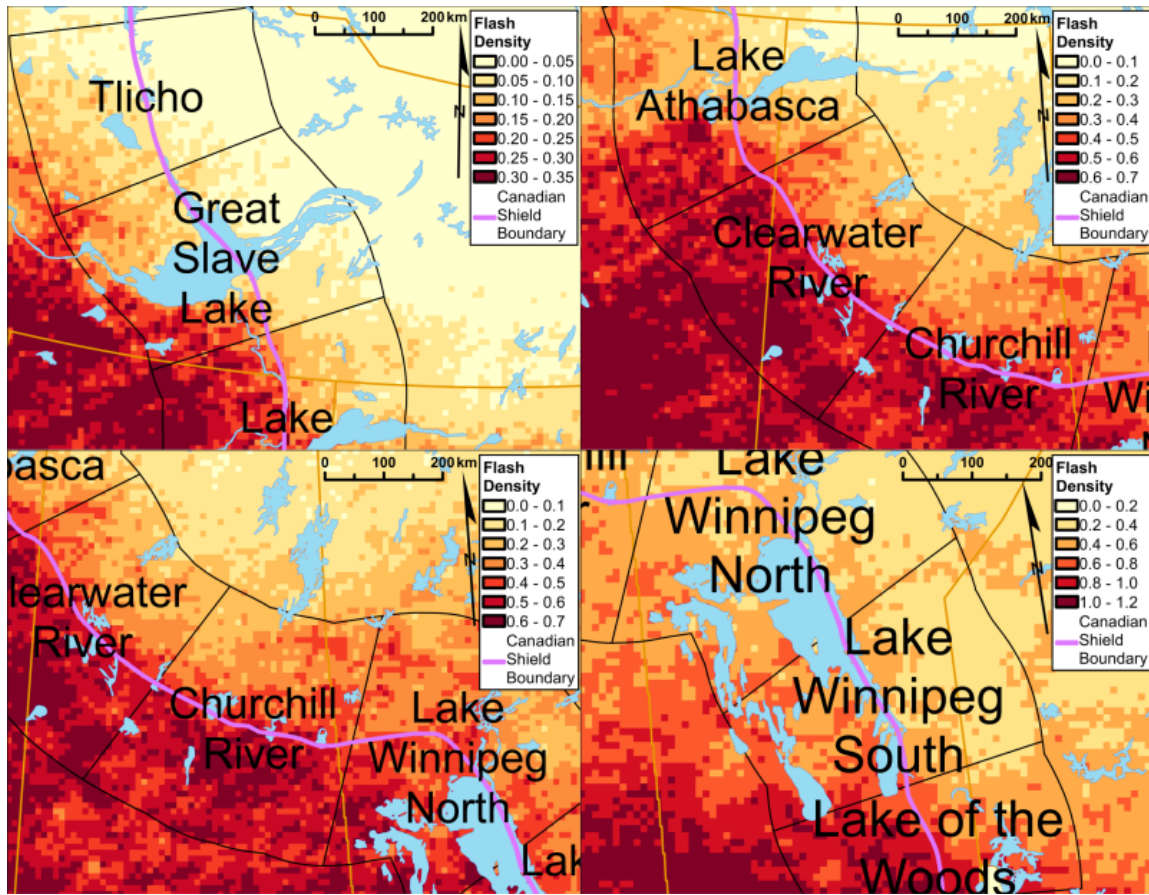 0 100 200 km
Flash
Density
0.00 - 0.05
0.05 - 0.10
0.10 - 0.15
0.15 - 0.20
0.20 - 0.25
0.25 - 0.30
0.30 - 0.35
Canadian
Shield
Boundary
N
Tlicho
Great
Slave
Lake
Lake
0 100 200 km
Flash
Density
0.0 - 0.1
0.1 - 0.2
0.2 - 0.3
0.3 - 0.4
0.4 - 0.5
0.5 - 0.6
0.6 - 0.7
Canadian
Shield
Boundary
N
Lake
Athabasca
Clearwater
River
Churchill
River
Wi
0 100 200 km
Flash
Density
0.0 - 0.1
0.1 - 0.2
0.2 - 0.3
0.3 - 0.4
0.4 - 0.5
0.5 - 0.6
0.6 - 0.7
Canadian
Shield
Boundary
N
basca
learwater
River
Churchill
River
Lake
Winnipeg
North
Lak
0 100 200
Flash
Density
0.0 - 0.2
0.2 - 0.4
0.4 - 0.6
0.6 - 0.8
0.8 - 1.0
1.0 - 1.2
Canadian
Shield
Boundary
N
Lake
Winnipeg
North
Lake
Winnipeg
South
Lake of the
Woods